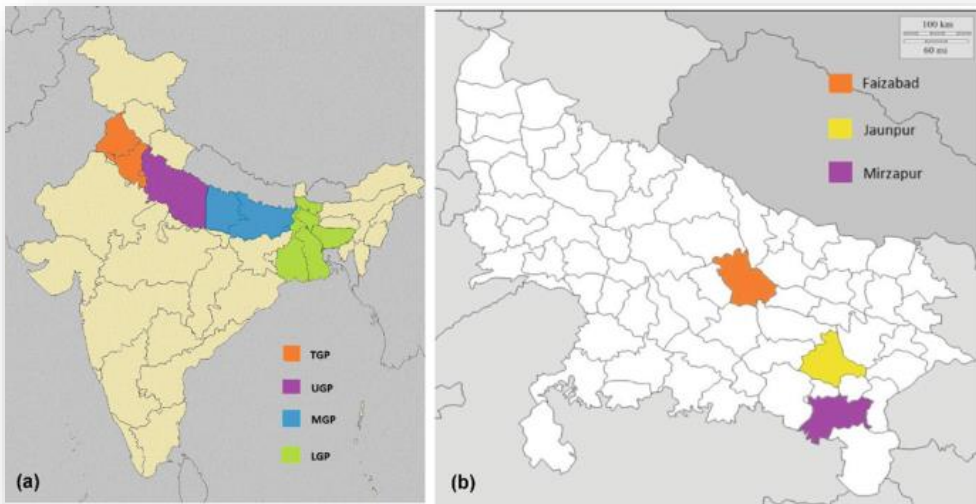 TGP
UGP
MGP
LGP
(a)
100 km
60 mi
Faizabad
Jaunpur
Mirzapur
(b)